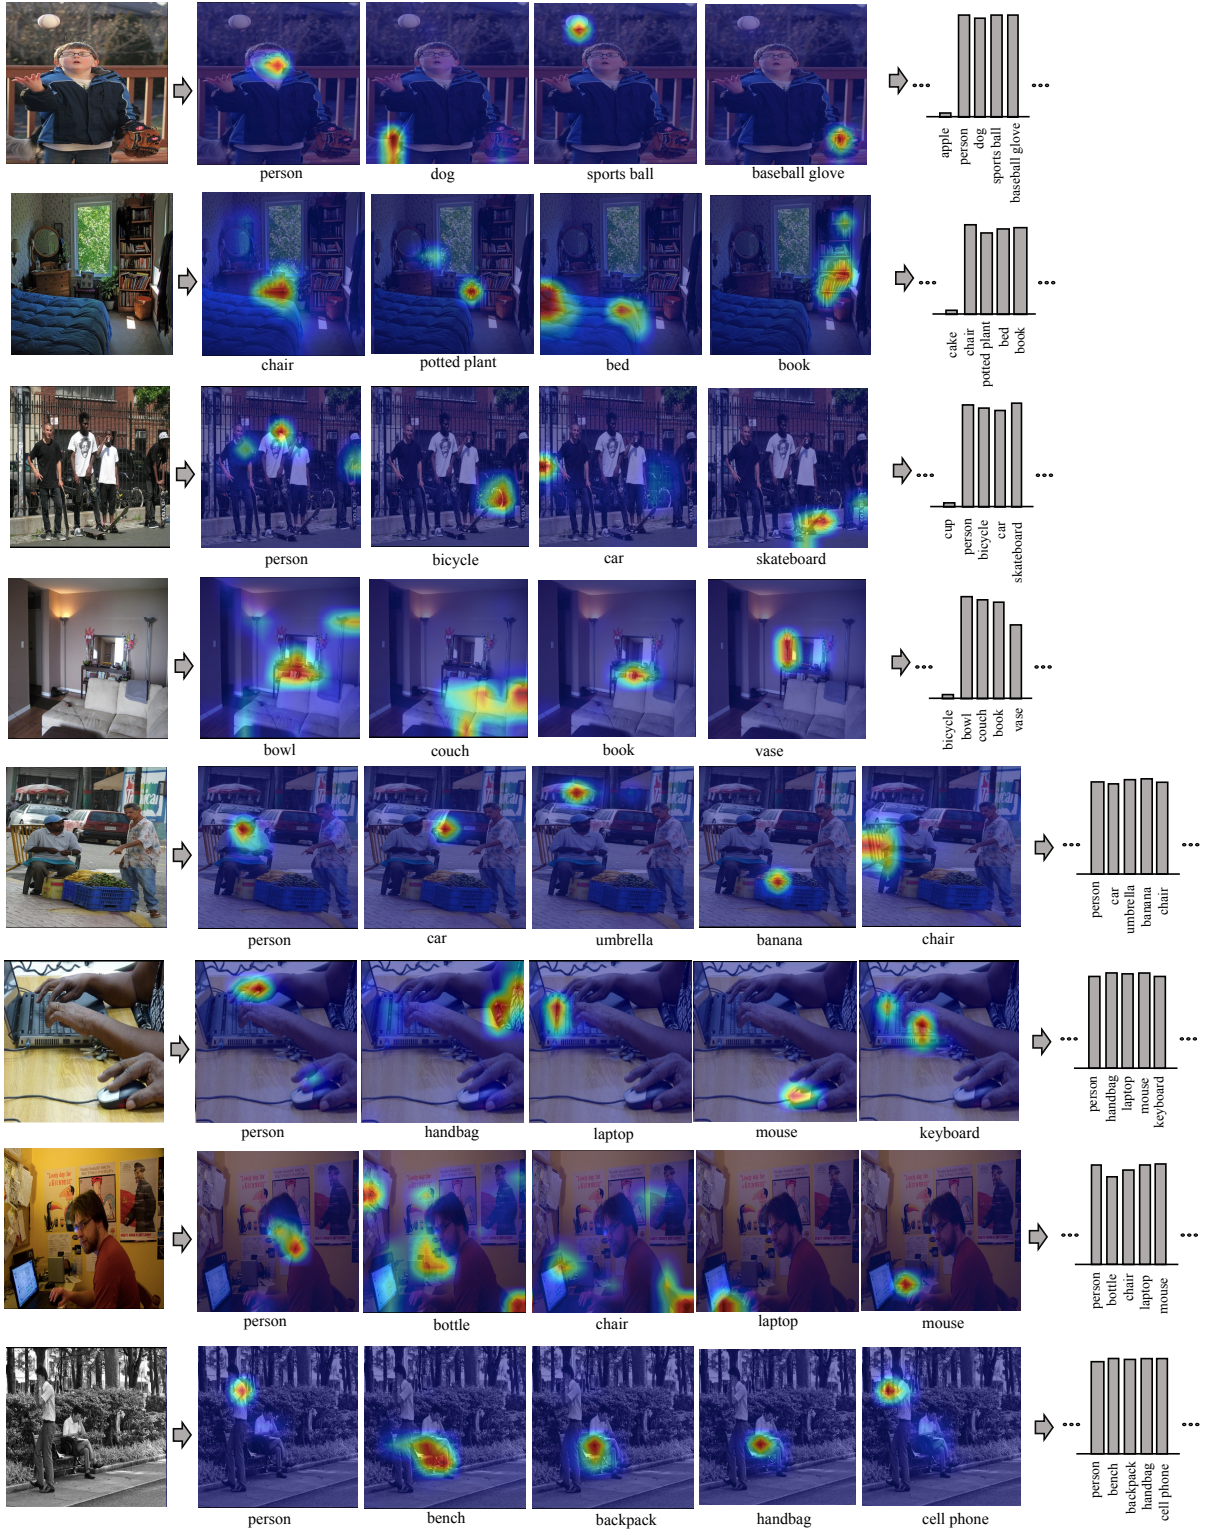 apple
person
dog
sports ball
baseball glove
person
dog
sports ball
baseball glove
cake
chair
potted plant
bed
book
chair
potted plant
bed
book
cup
person
bicycle
car
skateboard
person
bicycle
car
skateboard
bicycle
bowl
couch
book
vase
bowl
couch
book
vase
person
car
umbrella
banana
chair
person
car
umbrella
banana
chair
person
handbag
laptop
mouse
keyboard
person
handbag
laptop
mouse
keyboard
person
bottle
chair
laptop
mouse
person
bottle
chair
laptop
mouse
person
bench
backpack
handbag
cell phone
person
bench
backpack
handbag
cell phone